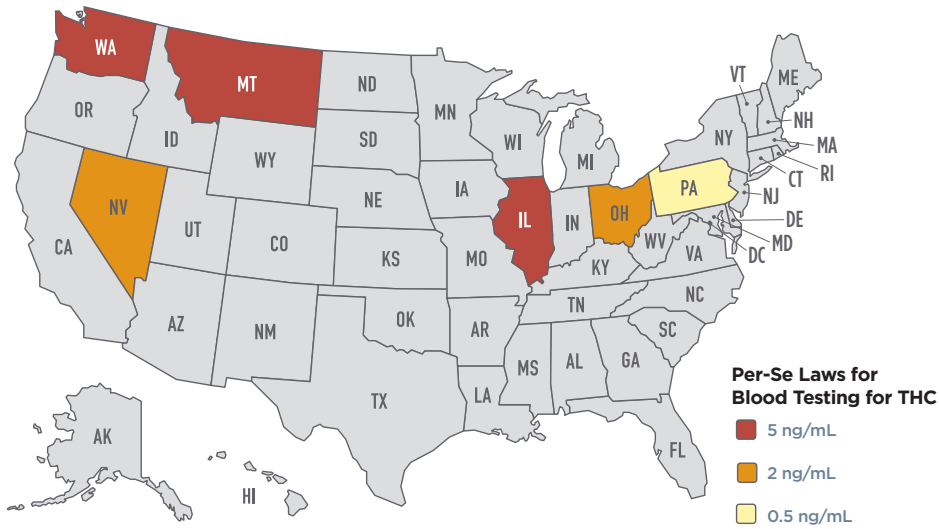 WA
MT
ND
MN
OR
ID
WY
SD
WI
MI
NY
VT
ME
NH
MA
RI
CT
NJ
PA
DE
MD
DC
NV
UT
CA
CO
NE
IA
IL
IN
OH
WV
VA
KS
MO
KY
NC
TN
SC
AZ
NM
OK
AR
MS
AL
GA
LA
TX
FL
AK
HI
Per-Se Laws for
Blood Testing for THC
5 ng/mL
2 ng/mL
0.5 ng/mL